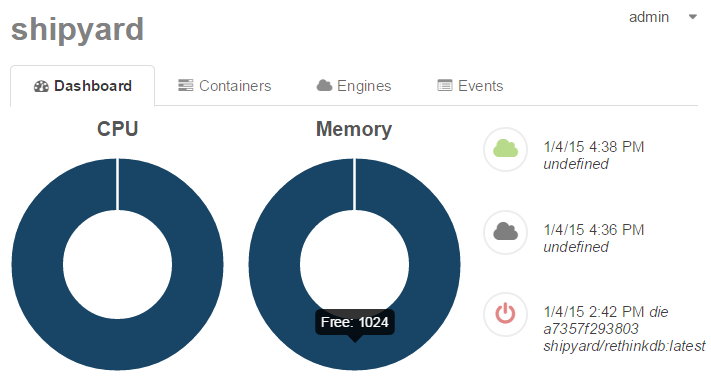 shipyard
admin
Dashboard
Containers
Engines
Events
CPU
Memory
Free: 1024
1/4/15 4:38 PM
undefined
1/4/15 4:36 PM
undefined
1/4/15 2:42 PM die
a7357f293803
shipyard/rethinkdb:latest